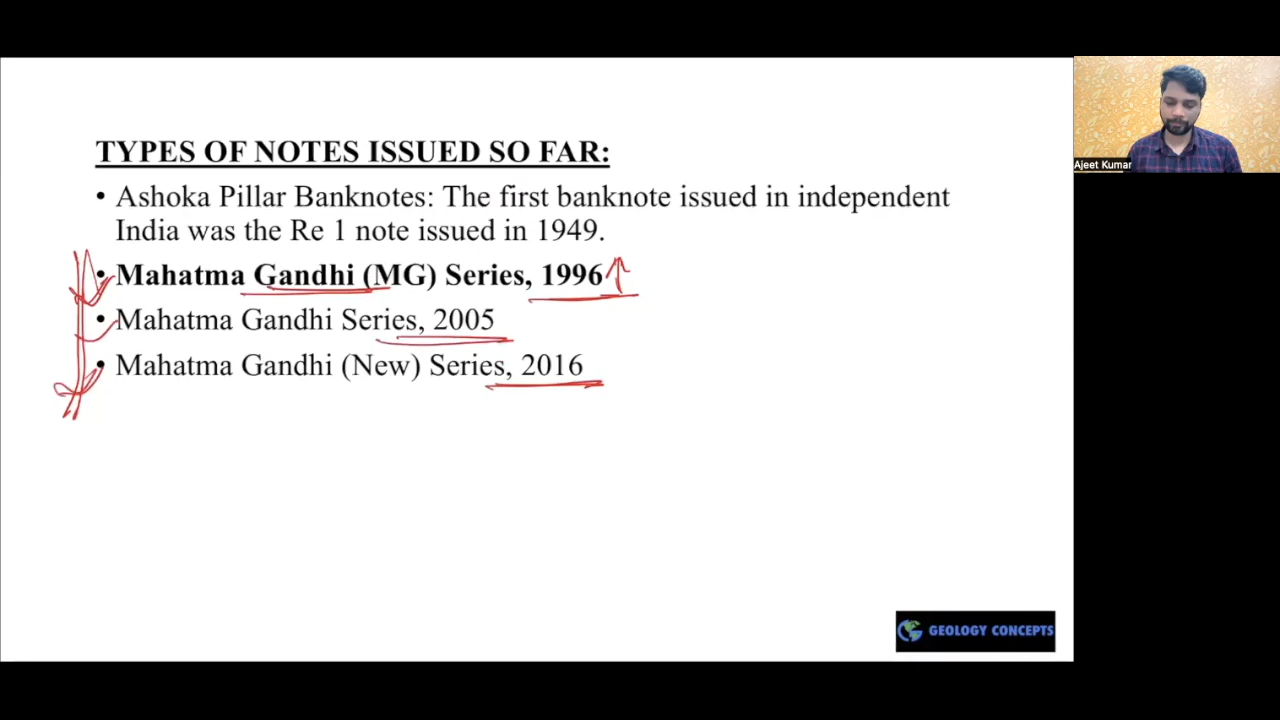 TYPES OF NOTES ISSUED SO FAR:
• Ashoka Pillar Banknotes: The first banknote issued in independent
India was the Re 1 note issued in 1949.
• Mahatma Gandhi (MG) Series, 1996
• Mahatma Gandhi Series, 2005
• Mahatma Gandhi (New) Series, 2016
Ajeet Kumar
GEOLOGY CONCEPTS